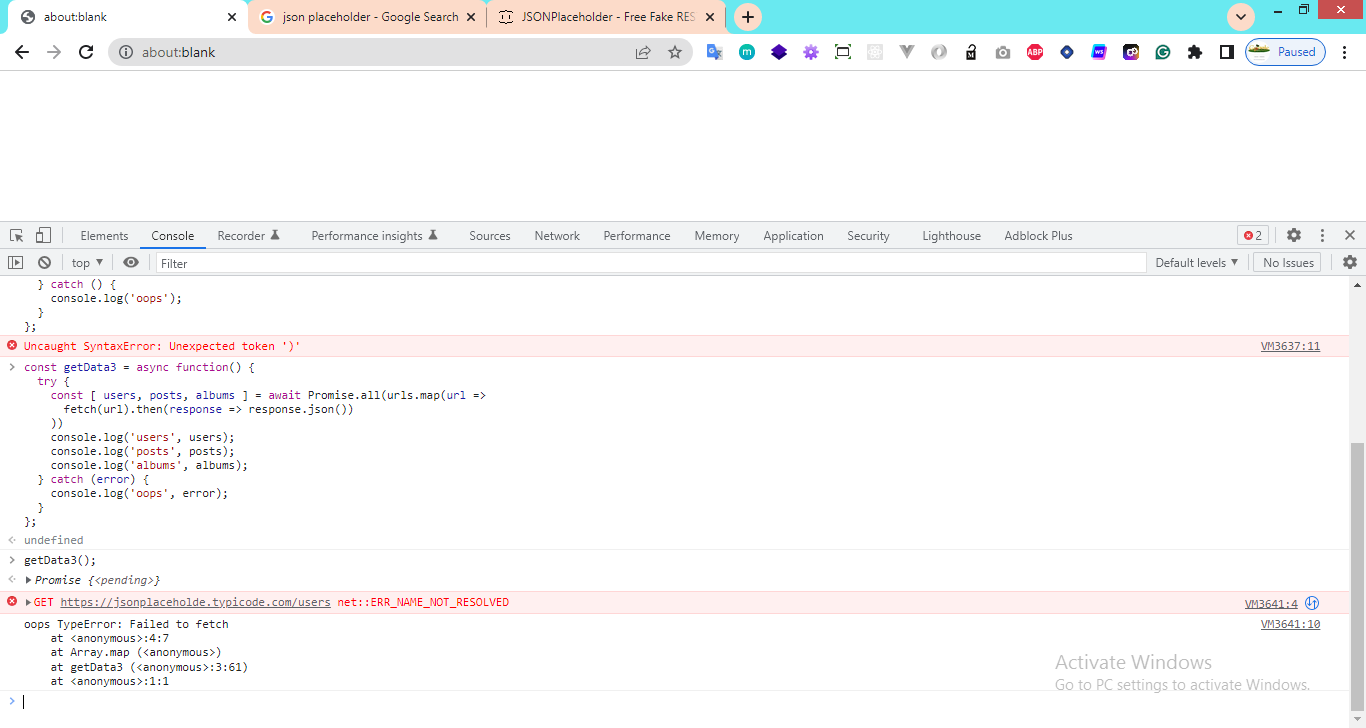 about:blank
json placeholder - Google Search
JSONPlaceholder - Free Fake RES
about:blank
Paused
Elements Console Recorder Performance insights Sources Network Performance Memory Application Security Lighthouse Adblock Plus 2
top Filter Default levels No Issues
} catch () {
console.log('oops');
}
};
Uncaught SyntaxError: Unexpected token ')' VM3637:11
const getData3 = async function() {
try {
const [ users, posts, albums ] = await Promise.all(urls.map(url =>
fetch(url).then(response => response.json())
))
console.log('users', users);
console.log('posts', posts);
console.log('albums', albums);
} catch (error) {
console.log('oops', error);
}
};
undefined
getData3();
Promise {<pending>}
GET https://jsonplaceholde.typicode.com/users net::ERR_NAME_NOT_RESOLVED VM3641:4
oops TypeError: Failed to fetch VM3641:10
at <anonymous>:4:7
at Array.map (<anonymous>)
at getData3 (<anonymous>:3:61)
at <anonymous>:1:1
Activate Windows
Go to PC settings to activate Windows.